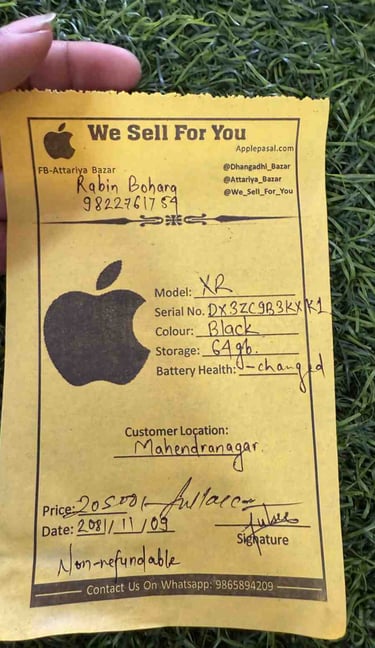 We Sell For You
Applepasal.com
FB-Attariya Bazar
@Dhangadhi_Bazar
@Attariya_Bazar
@We_Sell_For_You
Rabin Bohara
9822761754
Model: XR
Serial No. DX3ZC9B3KXK1
Colour: Black
Storage: 64gb.
Battery Health: -changed
Customer Location:
Mahendranagar
Price: 20500/-
Date: 2081/11/09
Signature
Non-refundable
Contact Us On Whatsapp: 9865894209